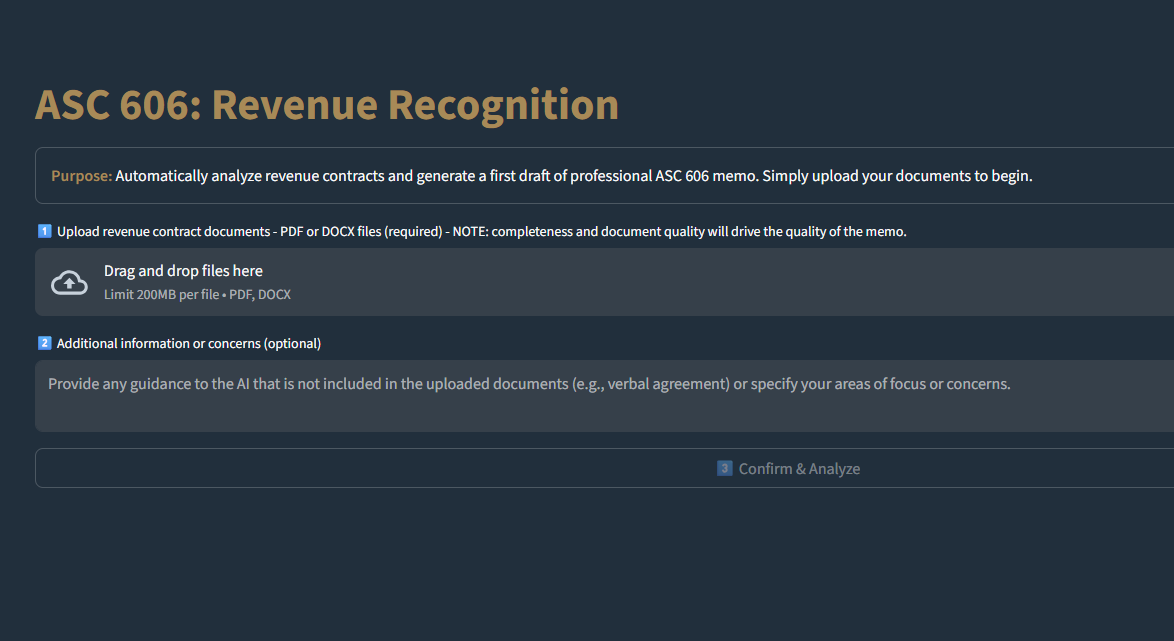 ASC 606: Revenue Recognition
Purpose: Automatically analyze revenue contracts and generate a first draft of professional ASC 606 memo. Simply upload your documents to begin.
1️⃣ Upload revenue contract documents - PDF or DOCX files (required) - NOTE: completeness and document quality will drive the quality of the memo.
Drag and drop files here
Limit 200MB per file • PDF, DOCX
2️⃣ Additional information or concerns (optional)
Provide any guidance to the AI that is not included in the uploaded documents (e.g., verbal agreement) or specify your areas of focus or concerns.
3️⃣ Confirm & Analyze